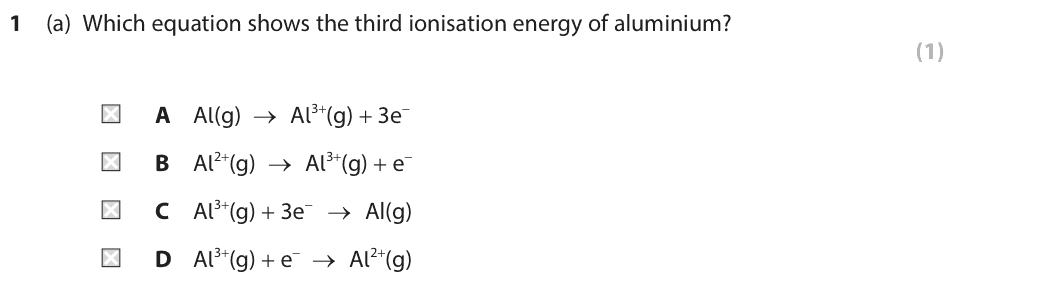 1 (a) Which equation shows the third ionisation energy of aluminium?
(1)
A Al(g) → Al³⁺(g) + 3e⁻
B Al²⁺(g) → Al³⁺(g) + e⁻
C Al³⁺(g) + 3e⁻ → Al(g)
D Al³⁺(g) + e⁻ → Al²⁺(g)